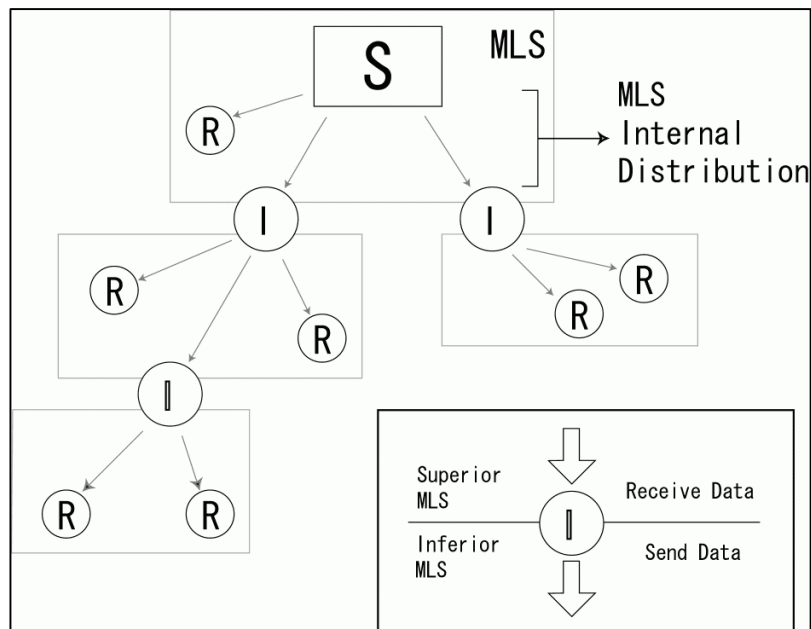 S
MLS
MLS
Internal
Distribution
R
I
I
R
R
R
R
I
R
R
Superior
MLS
Receive Data
I
Inferior
MLS
Send Data